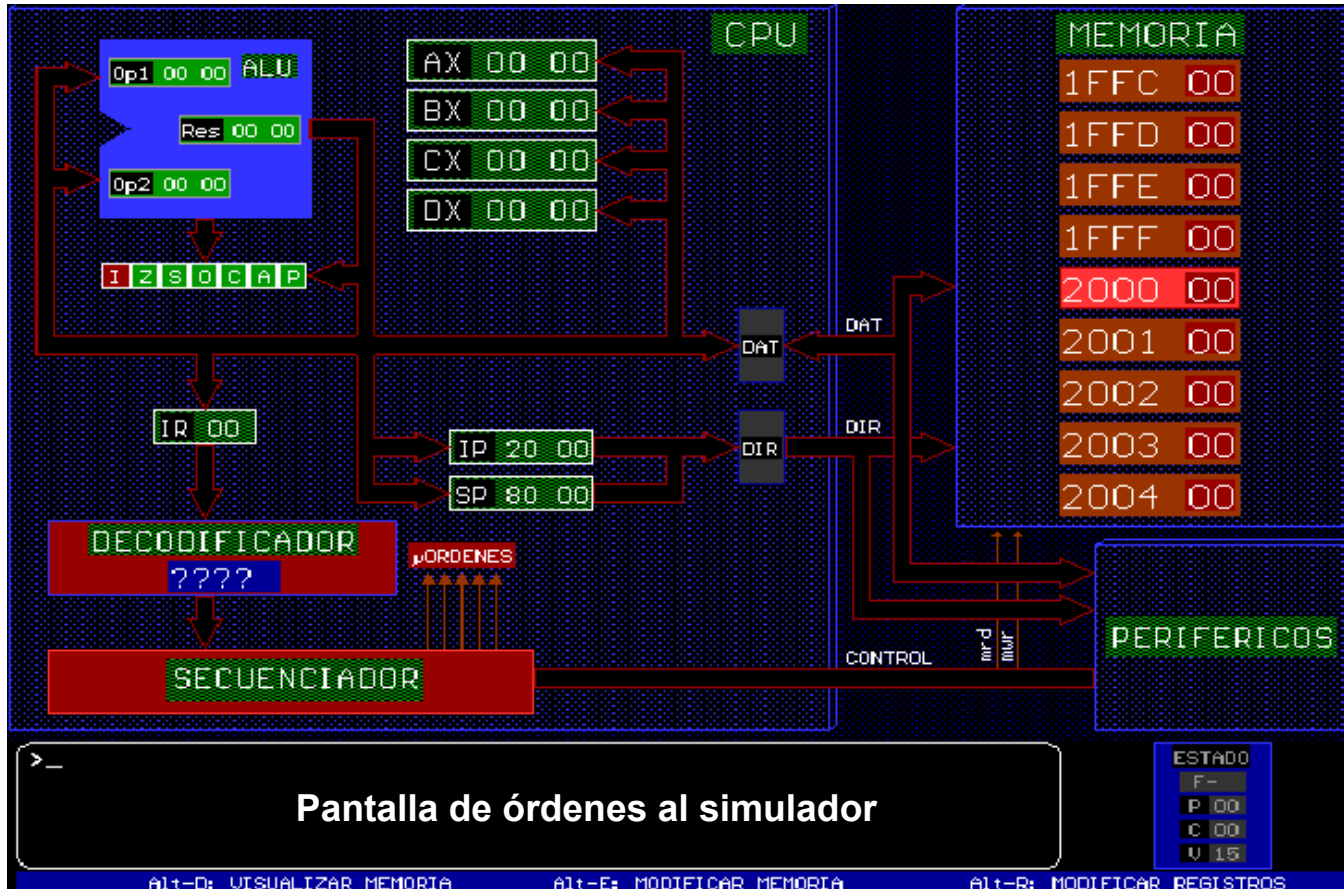 CPU
MEMORIA
Op1 00 00
ALU
Res 00 00
Op2 00 00
I Z S O C A P
AX 00 00
BX 00 00
CX 00 00
DX 00 00
1FFC 00
1FFD 00
1FFE 00
1FFF 00
2000 00
2001 00
2002 00
2003 00
2004 00
DAT
DAT
IR 00
IP 20 00
SP 80 00
DIR
DIR
DECODIFICADOR
????
µORDENES
SECUENCIADOR
CONTROL
mrd
mwr
PERIFERICOS
>_
Pantalla de órdenes al simulador
ESTADO
F-
P 00
C 00
V 15
Alt-D: VISUALIZAR MEMORIA Alt-E: MODIFICAR MEMORIA Alt-R: MODIFICAR REGISTROS